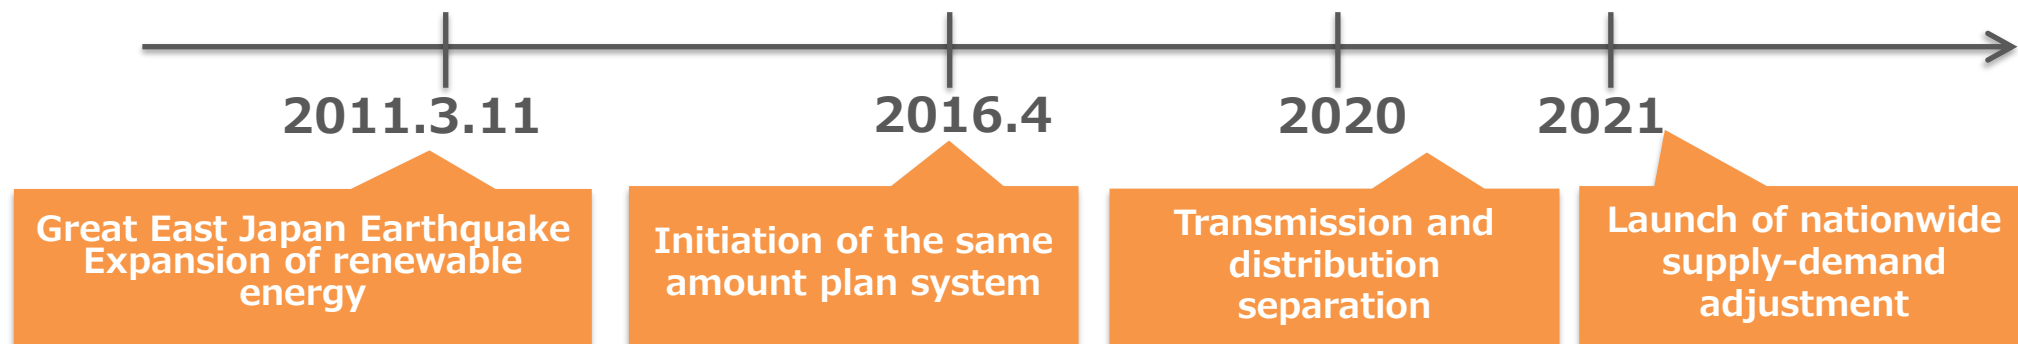 2011.3.11
2016.4
2020
2021
Great East Japan Earthquake
Expansion of renewable
energy
Initiation of the same
amount plan system
Transmission and
distribution
separation
Launch of nationwide
supply-demand
adjustment